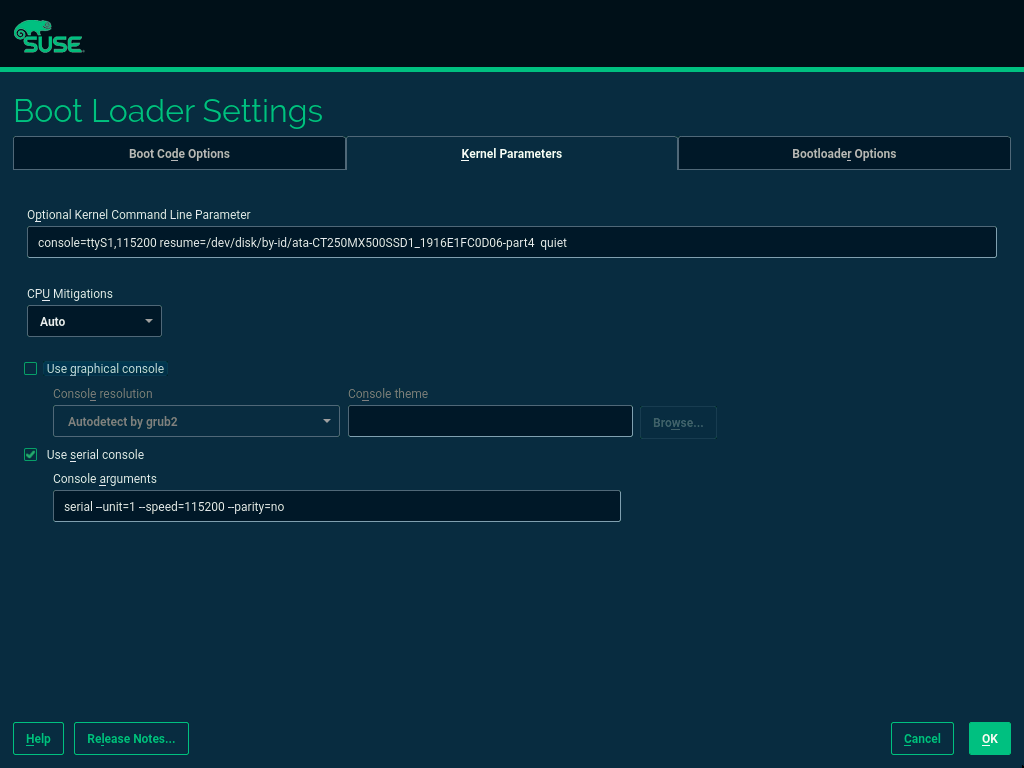 SUSE
Boot Loader Settings
Boot Code Options Kernel Parameters Bootloader Options
Optional Kernel Command Line Parameter
console=ttyS1,115200 resume=/dev/disk/by-id/ata-CT250MX500SSD1_1916E1FC0D06-part4  quiet
CPU Mitigations
Auto
Use graphical console
Console resolution Console theme
Autodetect by grub2 Browse...
Use serial console
Console arguments
serial --unit=1 --speed=115200 --parity=no
Help Release Notes... Cancel OK